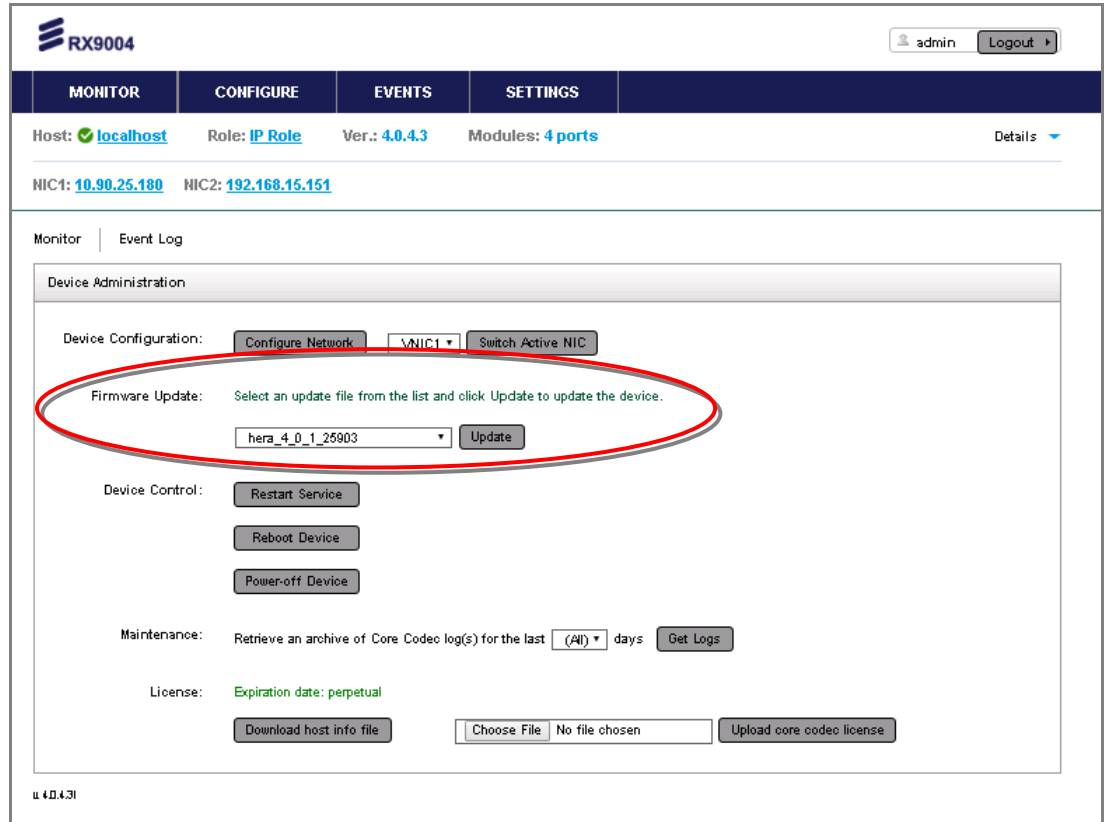 RX9004
admin Logout
MONITOR CONFIGURE EVENTS SETTINGS
Host: localhost Role: IP Role Ver.: 4.0.4.3 Modules: 4 ports Details
NIC1: 10.90.25.180 NIC2: 192.168.15.151
Monitor Event Log
Device Administration
Device Configuration: Configure Network VNIC1 Switch Active NIC
Firmware Update: Select an update file from the list and click Update to update the device.
hera_4_0_1_25903 Update
Device Control: Restart Service
Reboot Device
Power-off Device
Maintenance: Retrieve an archive of Core Codec log(s) for the last (All) days Get Logs
License: Expiration date: perpetual
Download host info file Choose File No file chosen Upload core codec license